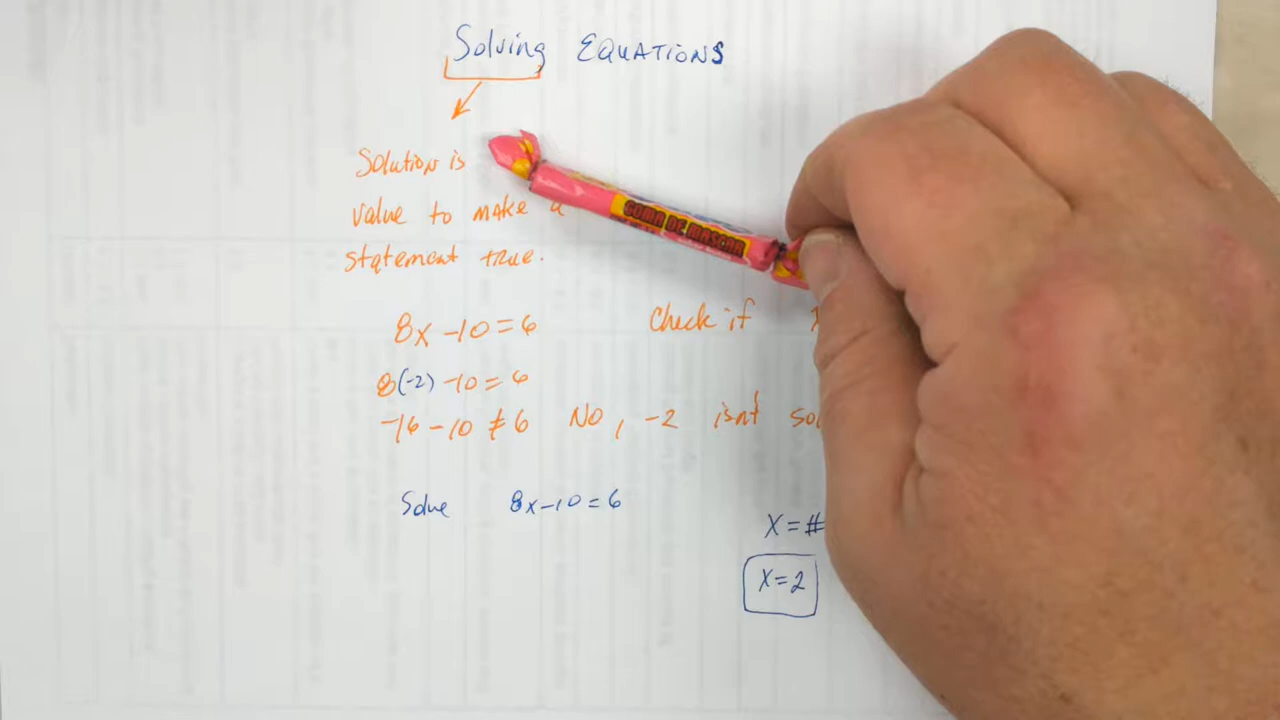 Solving EQUATIONS
Solution is
value to make a
statement true.
GOMA DE MASCAR
8x -10 = 6
Check if
8(-2) -10 = 6
-16 -10 ≠ 6 No, -2 isn't
Solve 8x-10=6
X = #
X=2